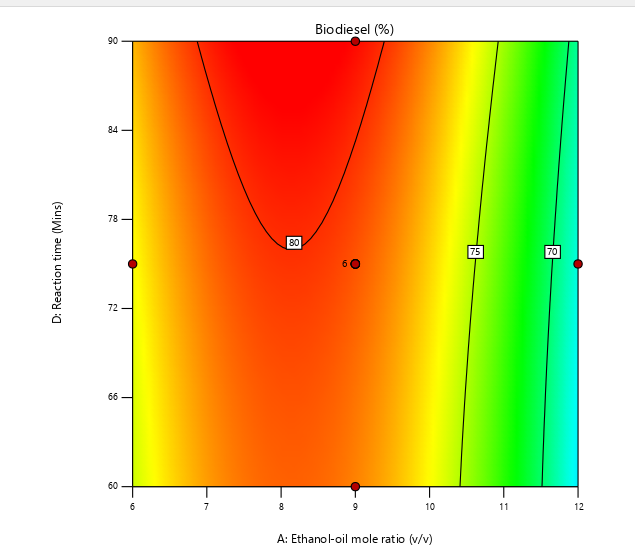 Biodiesel (%)
90
84
78
72
66
60
D: Reaction time (Mins)
80
75
70
6
6 7 8 9 10 11 12
A: Ethanol-oil mole ratio (v/v)